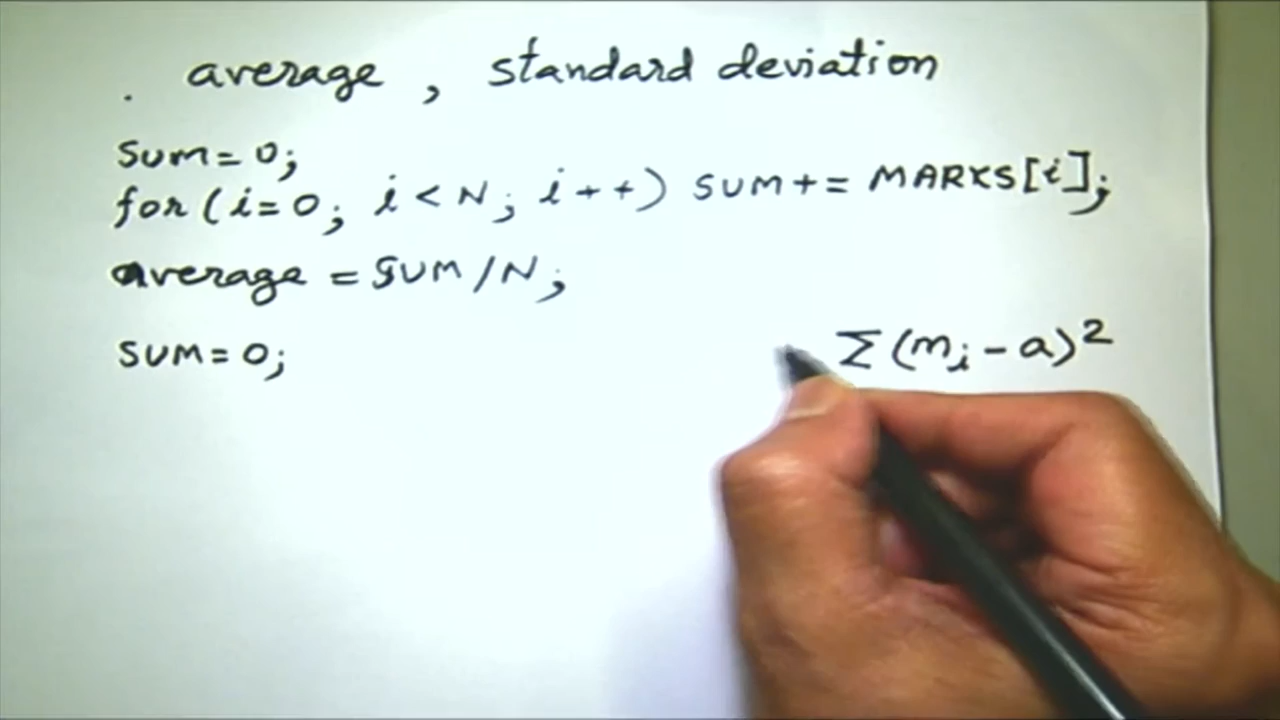 average , standard deviation
SUM = 0;
for (i=0; i < N; i++) SUM += MARKS[i];
average = SUM/N;
SUM = 0;
Σ(mᵢ - a)²